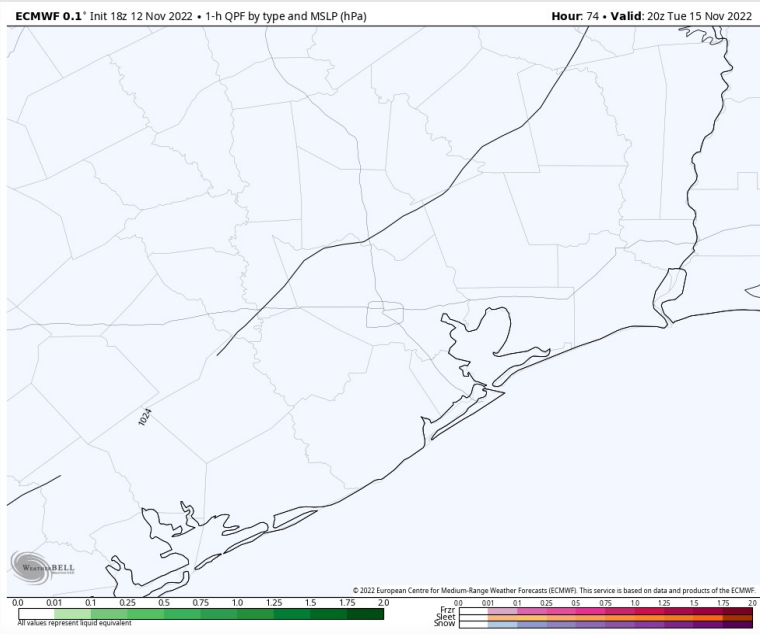 ECMWF 0.1° Init 18z 12 Nov 2022 • 1-h QPF by type and MSLP (hPa) Hour: 74 • Valid: 20z Tue 15 Nov 2022
1024
WEATHERBELL
© 2022 European Centre for Medium-Range Weather Forecasts (ECMWF). This service is based on data and products of the ECMWF.
0.0 0.01 0.1 0.25 0.5 0.75 1.0 1.25 1.5 1.75 2.0
All values represent liquid equivalent
0.0 0.01 0.1 0.25 0.5 0.75 1.0 1.25 1.5 1.75 2.0
Frzr
Sleet
Snow